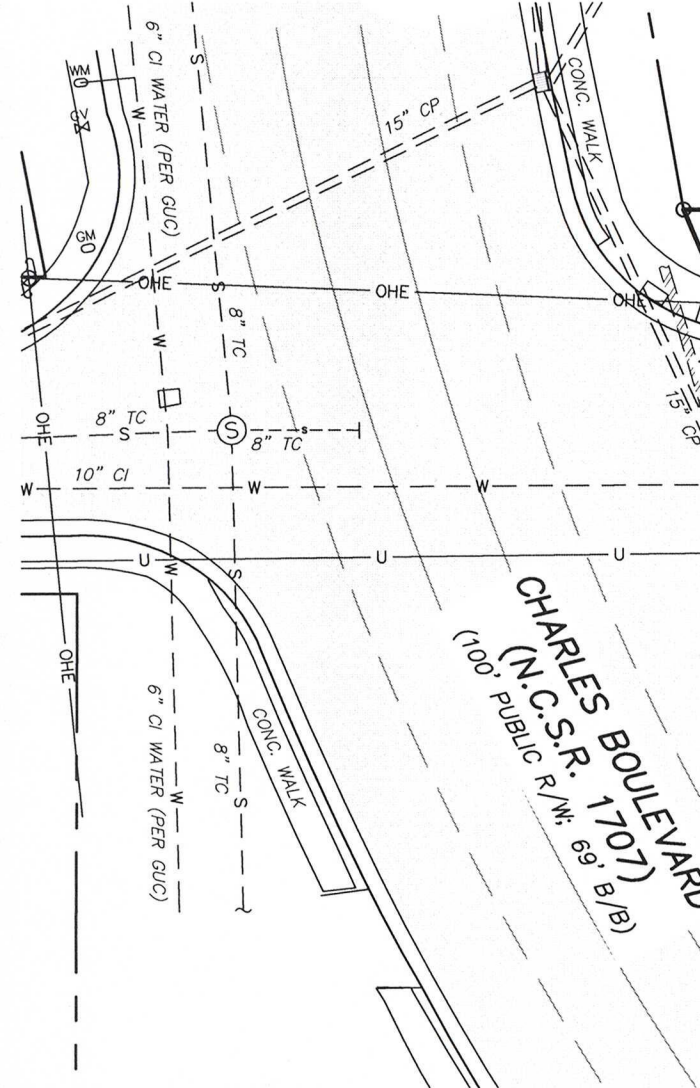 6" CI WATER (PER GUC)
S
WM
W
GV
15" CP
CONC. WALK
GM
OHE
OHE
OHE
S
W
8" TC
OHE
8" TC
S
S
8" TC
s
15" CP
W
10" CI
W
W
U
U
U
W
S
CHARLES BOULEVARD
(N.C.S.R. 1707)
(100' PUBLIC R/W; 69' B/B)
OHE
6" CI WATER (PER GUC)
W
8" TC
S
CONC. WALK